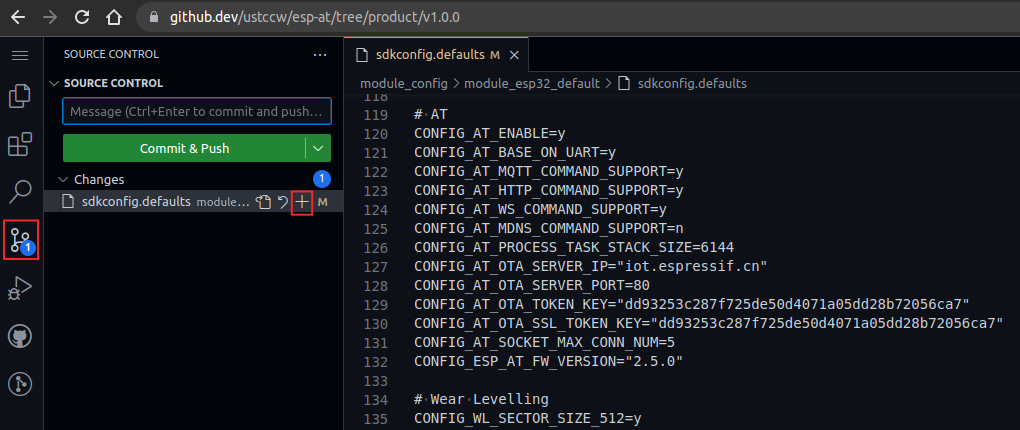 github.dev/ustccw/esp-at/tree/product/v1.0.0
SOURCE CONTROL
SOURCE CONTROL
Message (Ctrl+Enter to commit and push…
Commit & Push
Changes 1
sdkconfig.defaults module… M
1
sdkconfig.defaults M
module_config > module_esp32_default > sdkconfig.defaults
118
119 # AT
120 CONFIG_AT_ENABLE=y
121 CONFIG_AT_BASE_ON_UART=y
122 CONFIG_AT_MQTT_COMMAND_SUPPORT=y
123 CONFIG_AT_HTTP_COMMAND_SUPPORT=y
124 CONFIG_AT_WS_COMMAND_SUPPORT=y
125 CONFIG_AT_MDNS_COMMAND_SUPPORT=n
126 CONFIG_AT_PROCESS_TASK_STACK_SIZE=6144
127 CONFIG_AT_OTA_SERVER_IP="iot.espressif.cn"
128 CONFIG_AT_OTA_SERVER_PORT=80
129 CONFIG_AT_OTA_TOKEN_KEY="dd93253c287f725de50d4071a05dd28b72056ca7"
130 CONFIG_AT_OTA_SSL_TOKEN_KEY="dd93253c287f725de50d4071a05dd28b72056ca7"
131 CONFIG_AT_SOCKET_MAX_CONN_NUM=5
132 CONFIG_ESP_AT_FW_VERSION="2.5.0"
133
134 # Wear Levelling
135 CONFIG_WL_SECTOR_SIZE_512=y